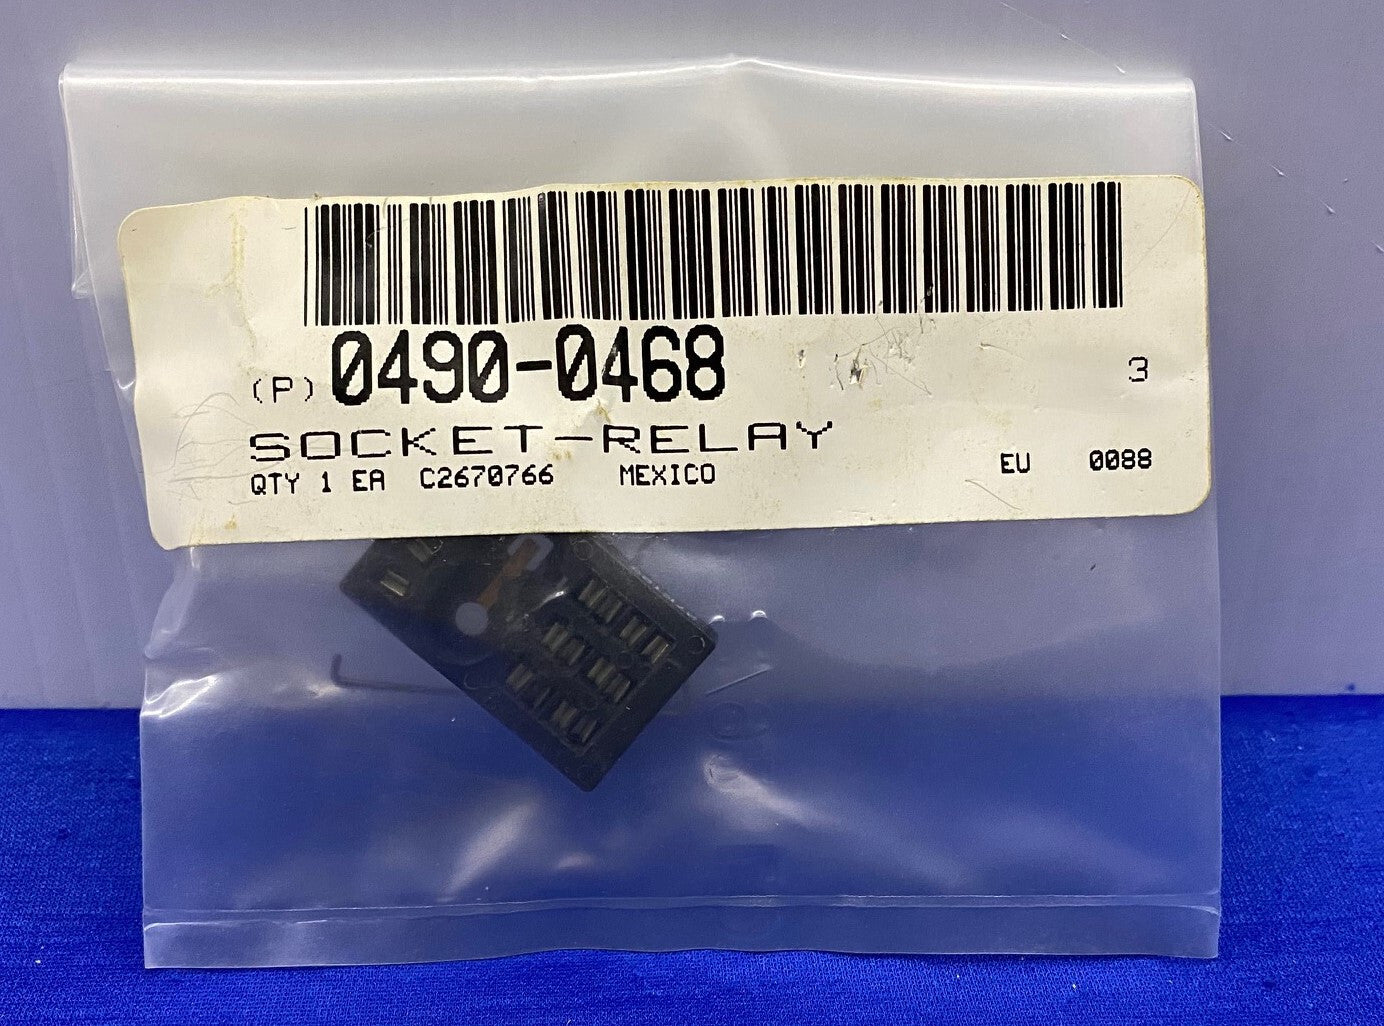 (P) 0490-0468 3
SOCKET-RELAY
QTY 1 EA C2670766 MEXICO EU 0088